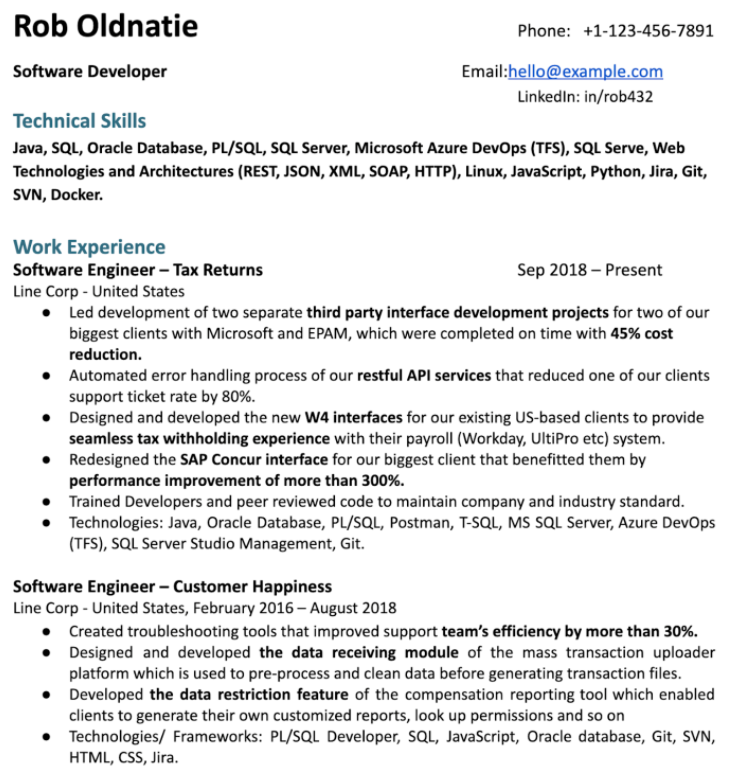 Rob Oldnatie
Phone: +1-123-456-7891
Software Developer
Email:hello@example.com
LinkedIn: in/rob432
Technical Skills
Java, SQL, Oracle Database, PL/SQL, SQL Server, Microsoft Azure DevOps (TFS), SQL Serve, Web
Technologies and Architectures (REST, JSON, XML, SOAP, HTTP), Linux, JavaScript, Python, Jira, Git,
SVN, Docker.
Work Experience
Software Engineer – Tax Returns Sep 2018 – Present
Line Corp - United States
● Led development of two separate third party interface development projects for two of our
biggest clients with Microsoft and EPAM, which were completed on time with 45% cost
reduction.
● Automated error handling process of our restful API services that reduced one of our clients
support ticket rate by 80%.
● Designed and developed the new W4 interfaces for our existing US-based clients to provide
seamless tax withholding experience with their payroll (Workday, UltiPro etc) system.
● Redesigned the SAP Concur interface for our biggest client that benefitted them by
performance improvement of more than 300%.
● Trained Developers and peer reviewed code to maintain company and industry standard.
● Technologies: Java, Oracle Database, PL/SQL, Postman, T-SQL, MS SQL Server, Azure DevOps
(TFS), SQL Server Studio Management, Git.
Software Engineer – Customer Happiness
Line Corp - United States, February 2016 – August 2018
● Created troubleshooting tools that improved support team's efficiency by more than 30%.
● Designed and developed the data receiving module of the mass transaction uploader
platform which is used to pre-process and clean data before generating transaction files.
● Developed the data restriction feature of the compensation reporting tool which enabled
clients to generate their own customized reports, look up permissions and so on
● Technologies/ Frameworks: PL/SQL Developer, SQL, JavaScript, Oracle database, Git, SVN,
HTML, CSS, Jira.